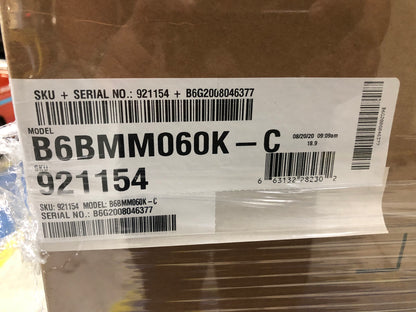 SKU + SERIAL NO.: 921154 + B6G2008046377
MODEL
B6BMM060K-C
08/20/20 09:09am
18.9
SKU
921154
6 63132 78230 2
SKU: 921154 MODEL: B6BMM060K-C
SERIAL NO.: B6G2008046377